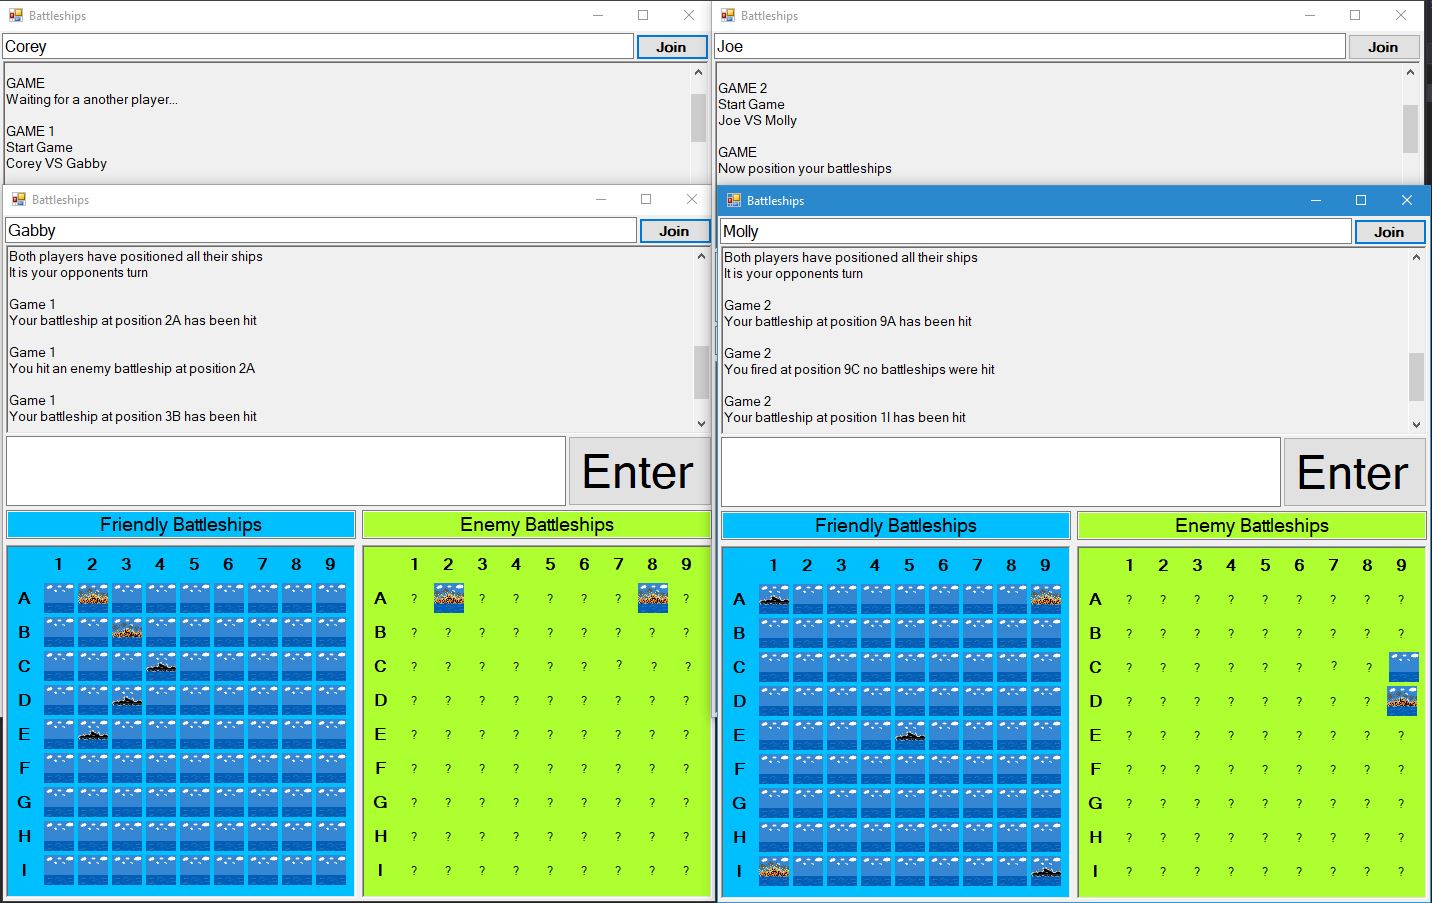 Battleships
Corey
Join
GAME
Waiting for a another player...
GAME 1
Start Game
Corey VS Gabby
Battleships
Joe
Join
GAME 2
Start Game
Joe VS Molly
GAME
Now position your battleships
Battleships
Gabby
Join
Both players have positioned all their ships
It is your opponents turn
Game 1
Your battleship at position 2A has been hit
Game 1
You hit an enemy battleship at position 2A
Game 1
Your battleship at position 3B has been hit
Enter
Friendly Battleships
1 2 3 4 5 6 7 8 9
A
B
C
D
E
F
G
H
I
Enemy Battleships
1 2 3 4 5 6 7 8 9
A ? ? ? ? ? ? ?
B ? ? ? ? ? ? ? ? ?
C ? ? ? ? ? ? ? ? ?
D ? ? ? ? ? ? ? ? ?
E ? ? ? ? ? ? ? ? ?
F ? ? ? ? ? ? ? ? ?
G ? ? ? ? ? ? ? ? ?
H ? ? ? ? ? ? ? ? ?
I ? ? ? ? ? ? ? ? ?
Battleships
Molly
Join
Both players have positioned all their ships
It is your opponents turn
Game 2
Your battleship at position 9A has been hit
Game 2
You fired at position 9C no battleships were hit
Game 2
Your battleship at position 1I has been hit
Enter
Friendly Battleships
1 2 3 4 5 6 7 8 9
A
B
C
D
E
F
G
H
I
Enemy Battleships
1 2 3 4 5 6 7 8 9
A ? ? ? ? ? ? ? ? ?
B ? ? ? ? ? ? ? ? ?
C ? ? ? ? ? ? ? ?
D ? ? ? ? ? ? ? ?
E ? ? ? ? ? ? ? ? ?
F ? ? ? ? ? ? ? ? ?
G ? ? ? ? ? ? ? ? ?
H ? ? ? ? ? ? ? ? ?
I ? ? ? ? ? ? ? ? ?